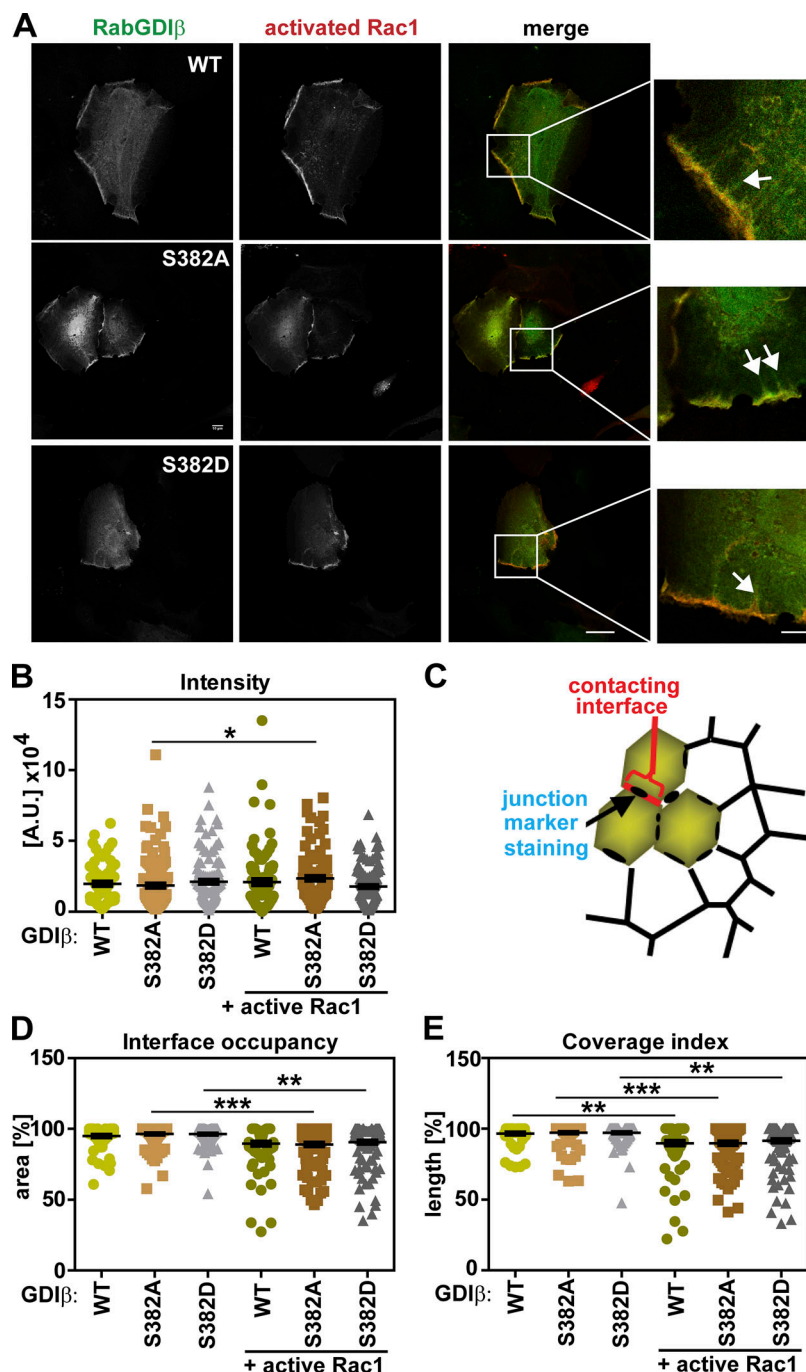 A
RabGDIβ activated Rac1 merge
WT
S382A
10 µm
S382D
B
Intensity
[A.U.] x10⁴
15
10
5
0
*
GDIβ: WT S382A S382D WT S382A S382D
+ active Rac1
C
contacting
interface
junction
marker
staining
D
Interface occupancy
area [%]
150
100
50
0
**
***
GDIβ: WT S382A S382D WT S382A S382D
+ active Rac1
E
Coverage index
length [%]
150
100
50
0
**
***
**
GDIβ: WT S382A S382D WT S382A S382D
+ active Rac1